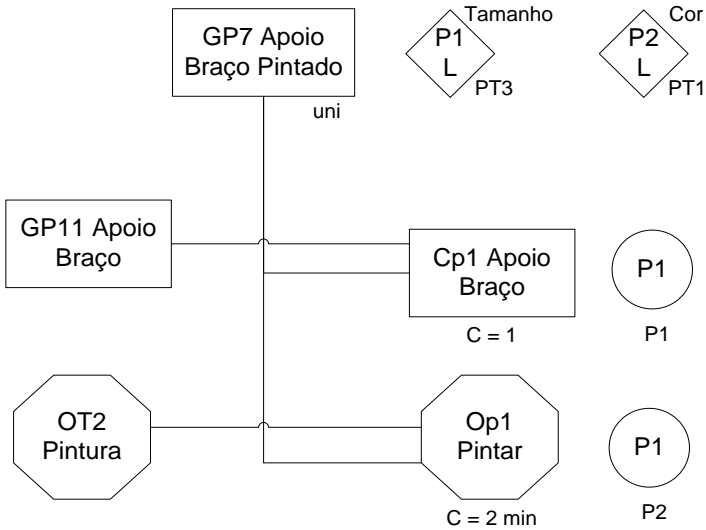 GP7 Apoio
Braço Pintado
uni
Tamanho
P1
L
PT3
Cor
P2
L
PT1
GP11 Apoio
Braço
Cp1 Apoio
Braço
C = 1
P1
P1
OT2
Pintura
Op1
Pintar
C = 2 min
P1
P2